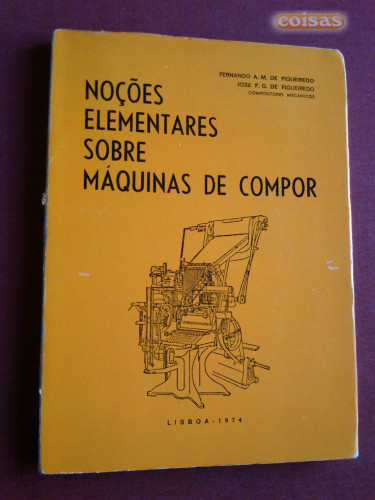 coisas
FERNANDO A. M. DE FIGUEIREDO
JOSÉ F. G. DE FIGUEIREDO
COMPOSITORES MECÂNICOS
NOÇÕES
ELEMENTARES
SOBRE
MÁQUINAS DE COMPOR
LISBOA-1974